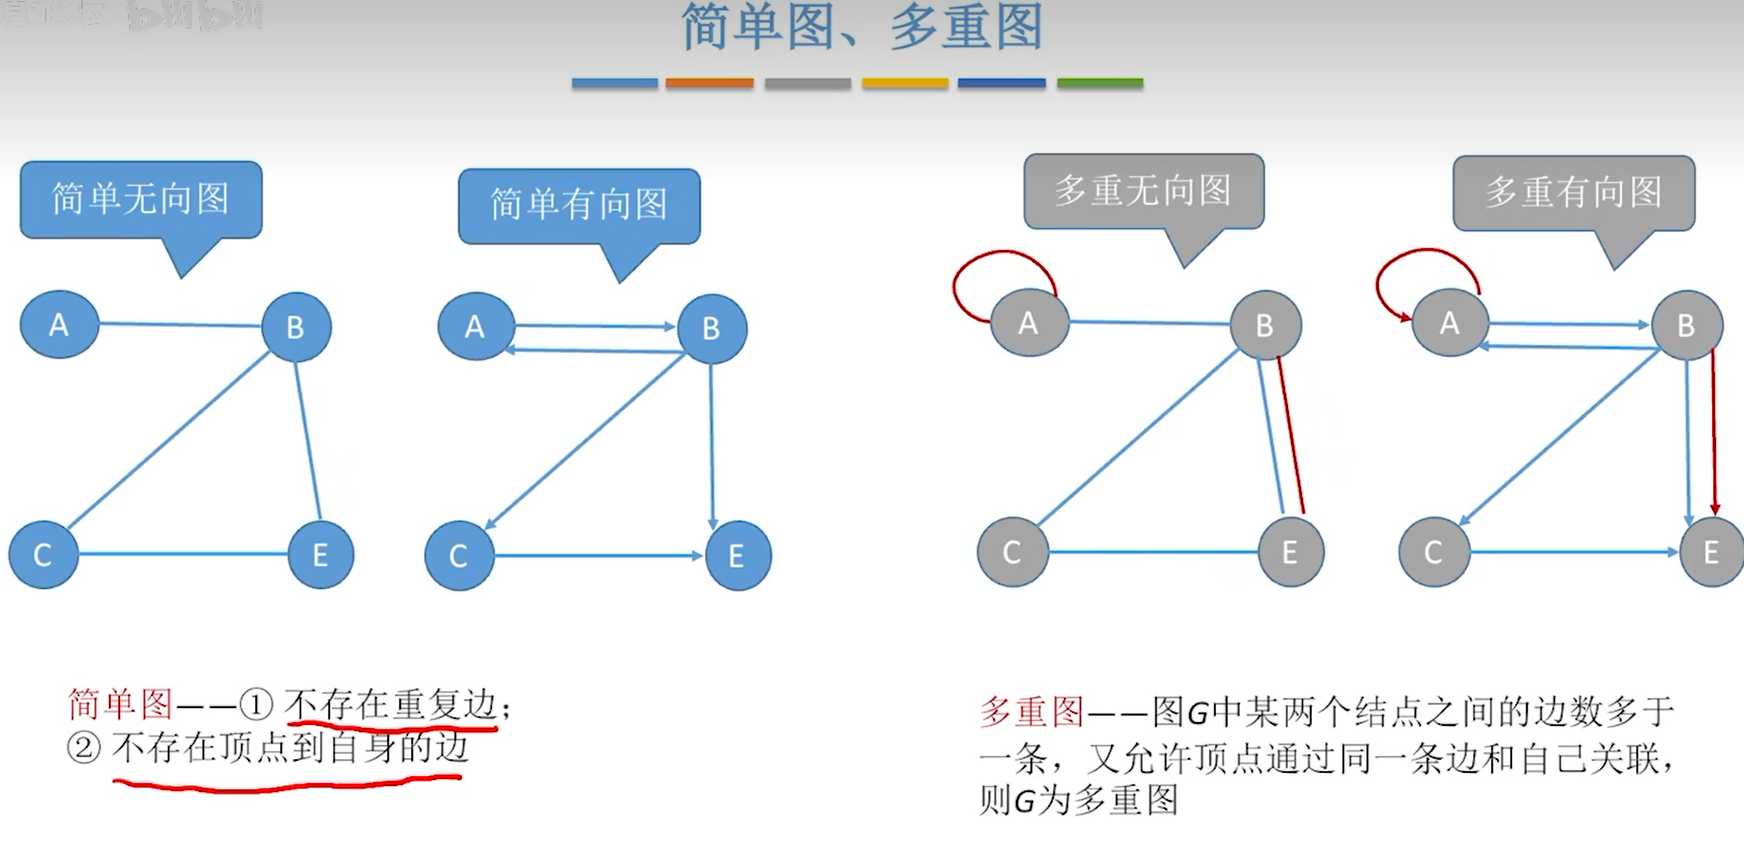 bilibili
简单图、多重图
简单无向图
简单有向图
多重无向图
多重有向图
A
B
C
E
A
B
C
E
A
B
C
E
A
B
C
E
简单图——① 不存在重复边；
② 不存在顶点到自身的边
多重图——图G中某两个结点之间的边数多于
一条，又允许顶点通过同一条边和自己关联，
则G为多重图